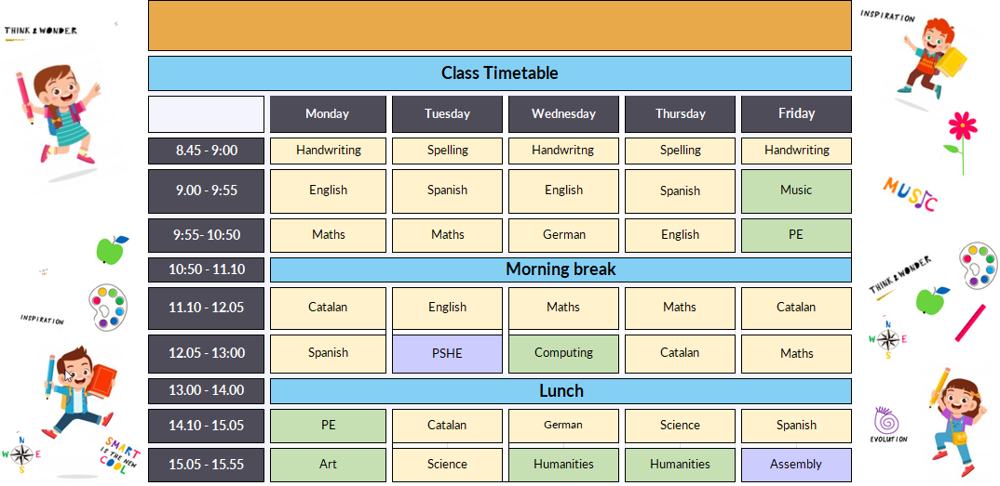 THINK & WONDER
INSPIRATION
Class Timetable
Monday Tuesday Wednesday Thursday Friday
8.45 - 9:00 Handwriting Spelling Handwritng Spelling Handwriting
9.00 - 9:55 English Spanish English Spanish Music
MUSIC
9:55- 10:50 Maths Maths German English PE
10:50 - 11.10 Morning break
THINK & WONDER
11.10 - 12.05 Catalan English Maths Maths Catalan
INSPIRATION
N
W E
S
12.05 - 13:00 Spanish PSHE Computing Catalan Maths
13.00 - 14.00 Lunch
14.10 - 15.05 PE Catalan German Science Spanish
EVOLUTION
N
W E
S
SMART
IS THE NEW
COOL
15.05 - 15.55 Art Science Humanities Humanities Assembly